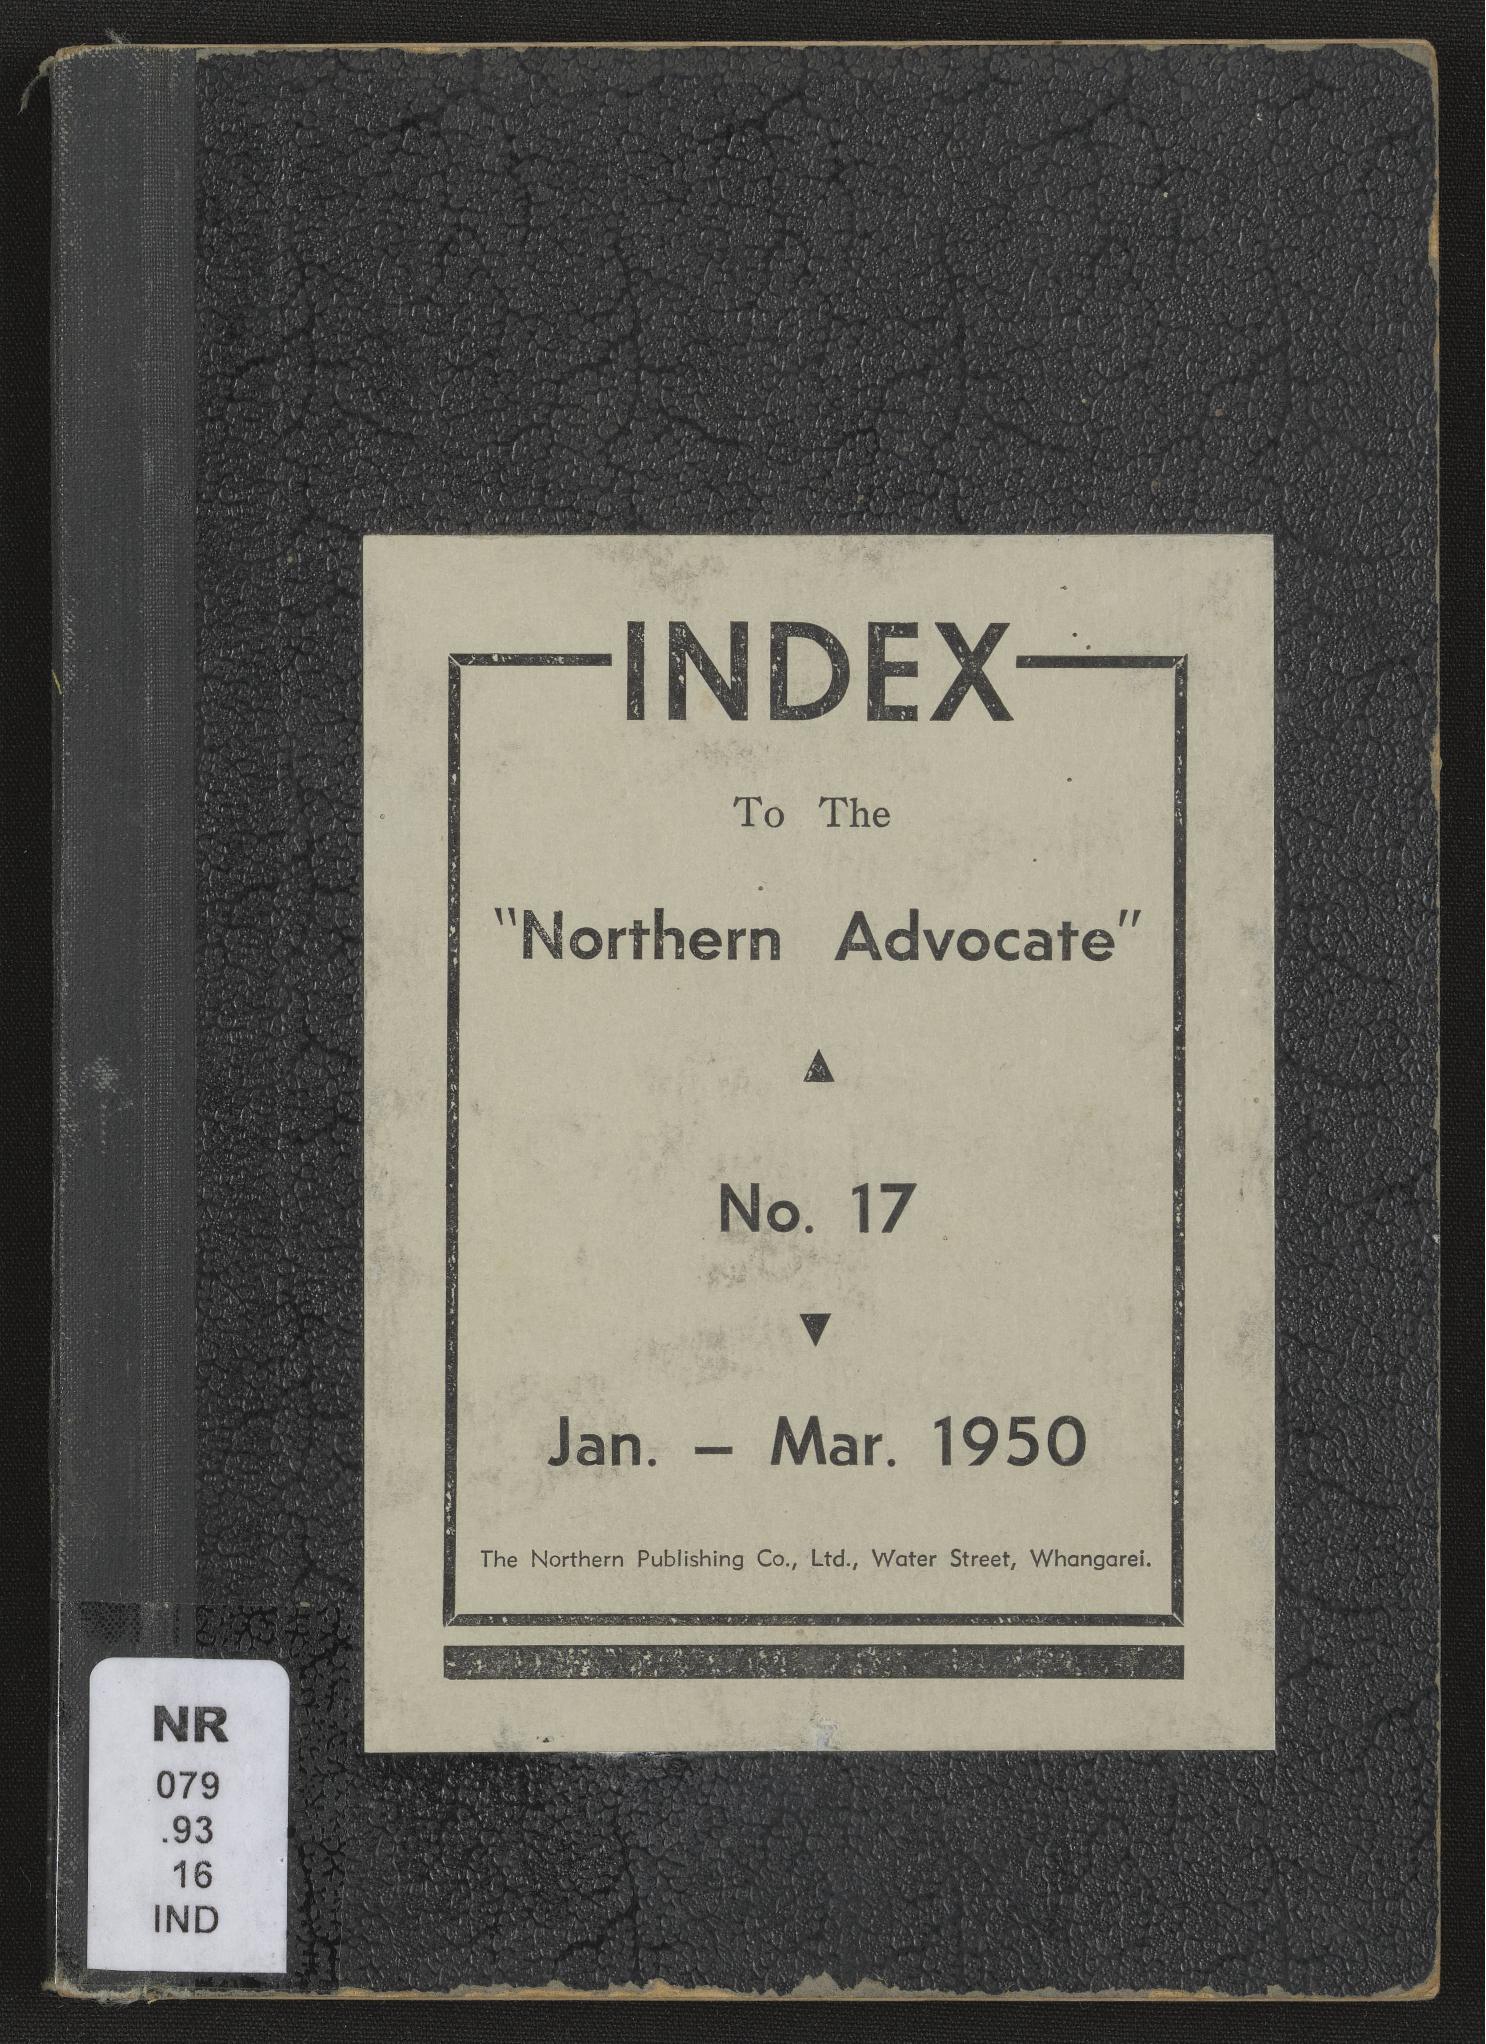 INDEX
To The
"Northern Advocate"
▲
No. 17
▼
Jan. – Mar. 1950
The Northern Publishing Co., Ltd., Water Street, Whangarei.
NR
079
.93
16
IND